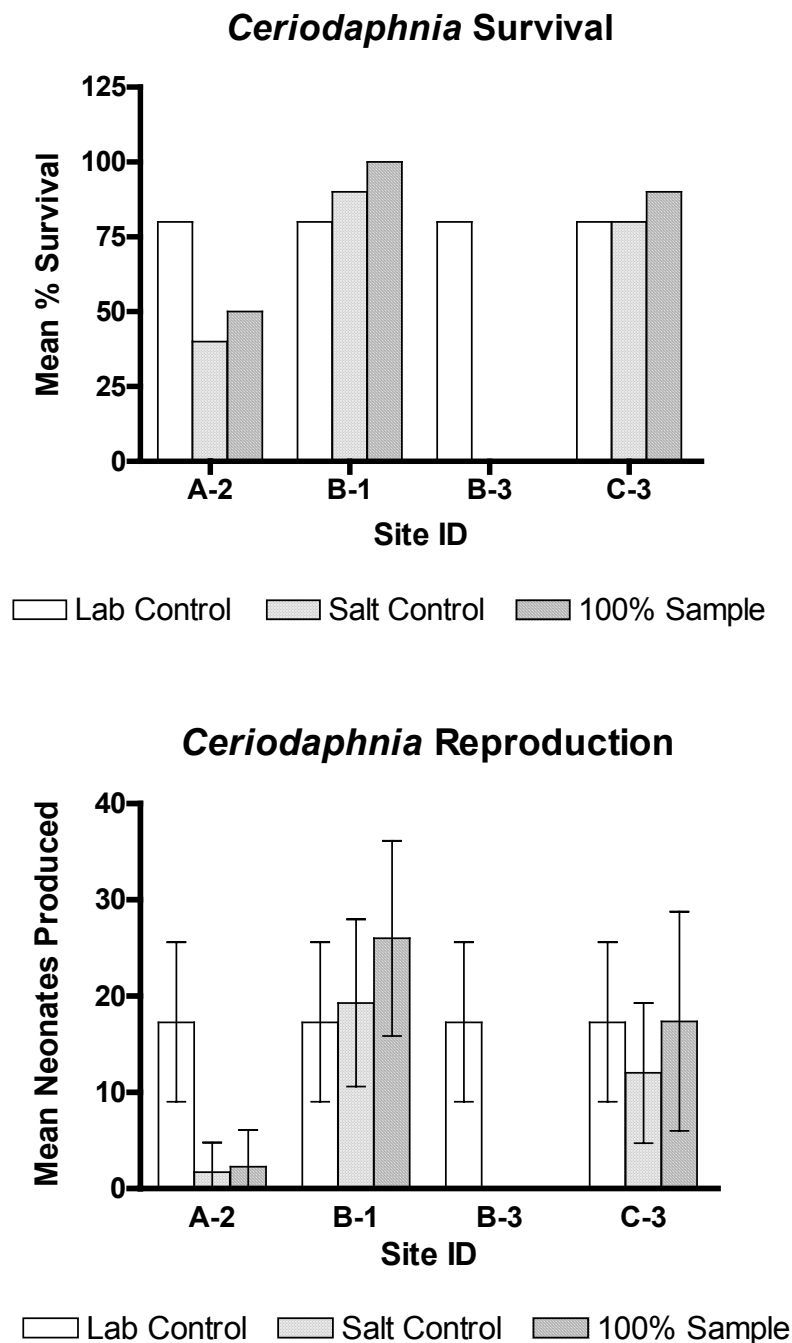 Ceriodaphnia Survival
Mean % Survival
125
100
75
50
25
0
A-2 B-1 B-3 C-3
Site ID
Lab Control Salt Control 100% Sample
Ceriodaphnia Reproduction
Mean Neonates Produced
40
30
20
10
0
A-2 B-1 B-3 C-3
Site ID
Lab Control Salt Control 100% Sample